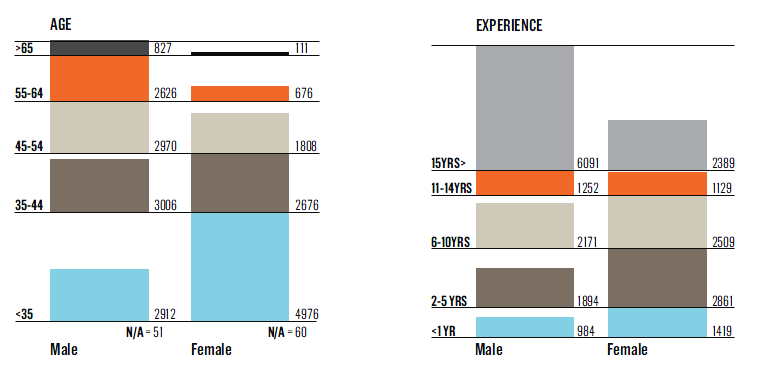 AGE
>65 827 111
55-64 2626 676
45-54 2970 1808
35-44 3006 2676
<35 2912 4976
N/A = 51 N/A = 60
Male Female
EXPERIENCE
15YRS> 6091 2389
11-14YRS 1252 1129
6-10YRS 2171 2509
2-5 YRS 1894 2861
<1 YR 984 1419
Male Female